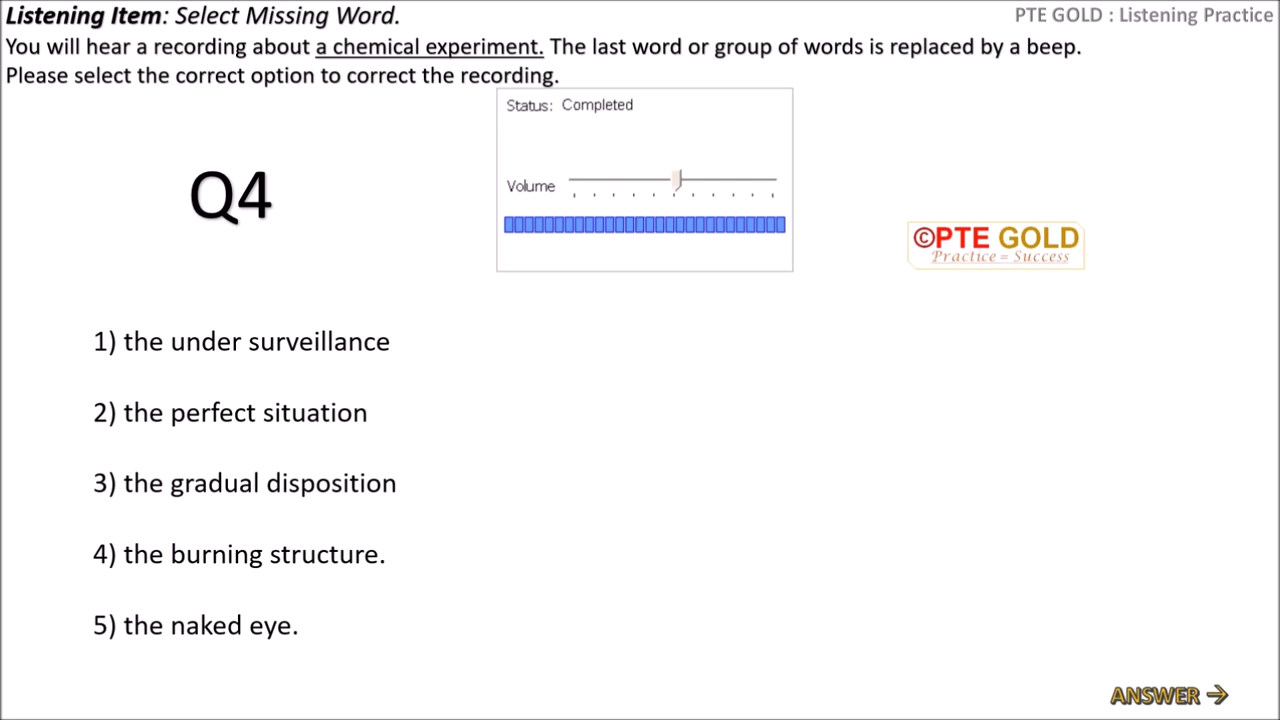 Listening Item: Select Missing Word.
PTE GOLD : Listening Practice
You will hear a recording about a chemical experiment. The last word or group of words is replaced by a beep.
Please select the correct option to correct the recording.
Status: Completed
Q4
Volume
©PTE GOLD
Practice = Success
1) the under surveillance
2) the perfect situation
3) the gradual disposition
4) the burning structure.
5) the naked eye.
ANSWER →